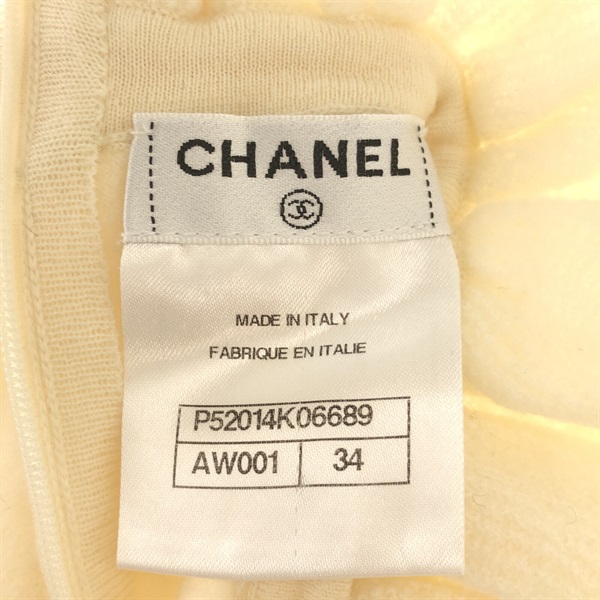 CHANEL
MADE IN ITALY
FABRIQUE EN ITALIE
P52014K06689
AW001 34